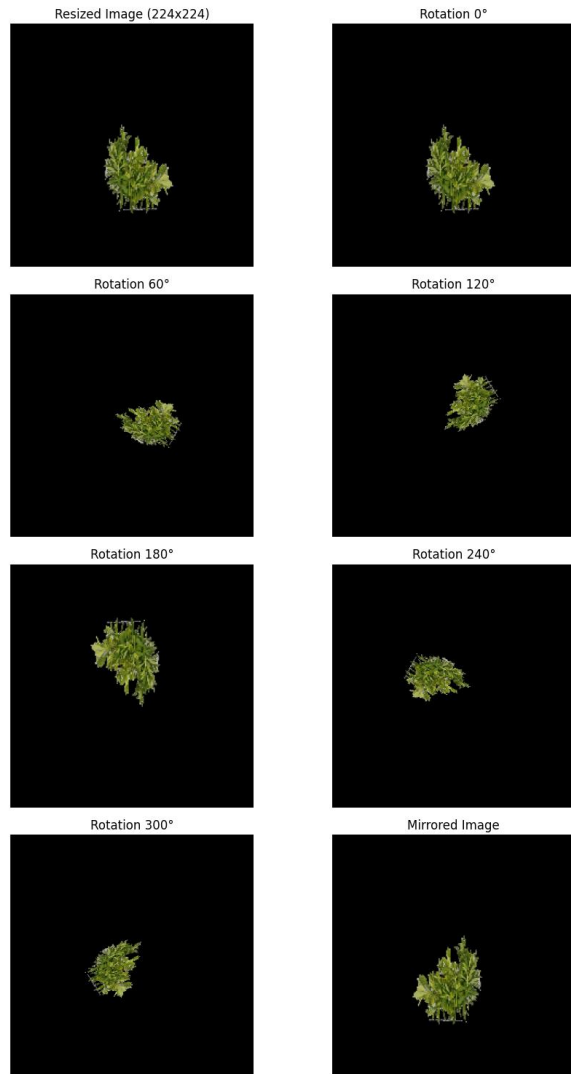 Resized Image (224x224)
Rotation 0°
Rotation 60°
Rotation 120°
Rotation 180°
Rotation 240°
Rotation 300°
Mirrored Image